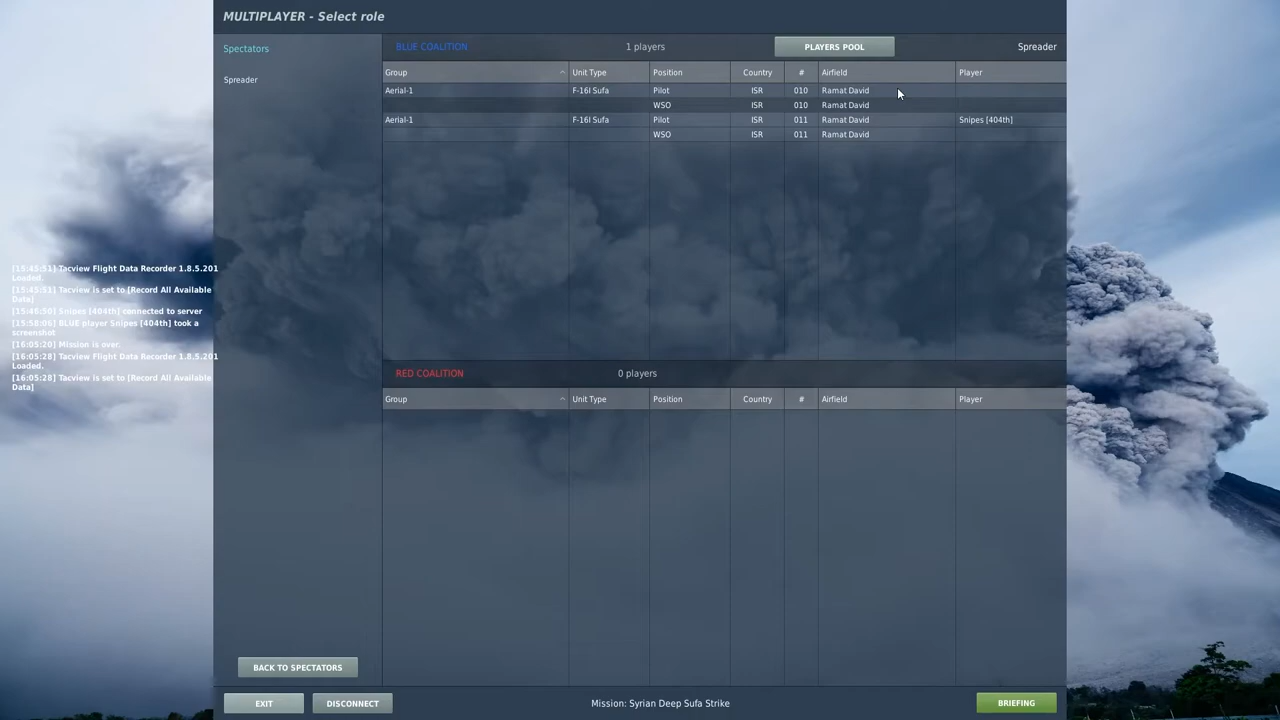 MULTIPLAYER - Select role
Spectators
Spreader
BLUE COALITION 1 players PLAYERS POOL Spreader
Group Unit Type Position Country # Airfield Player
Aerial-1 F-16I Sufa Pilot ISR 010 Ramat David
WSO ISR 010 Ramat David
Aerial-1 F-16I Sufa Pilot ISR 011 Ramat David Snipes [404th]
WSO ISR 011 Ramat David
[15:45:51] Tacview Flight Data Recorder 1.8.5.201
Loaded.
[15:45:51] Tacview is set to [Record All Available
Data]
[15:48:50] Snipes [404th] connected to server
[15:58:06] BLUE player Snipes [404th] took a
screenshot
[16:05:20] Mission is over.
[16:05:28] Tacview Flight Data Recorder 1.8.5.201
Loaded.
[16:05:28] Tacview is set to [Record All Available
Data]
RED COALITION 0 players
Group Unit Type Position Country # Airfield Player
BACK TO SPECTATORS
EXIT DISCONNECT Mission: Syrian Deep Sufa Strike BRIEFING